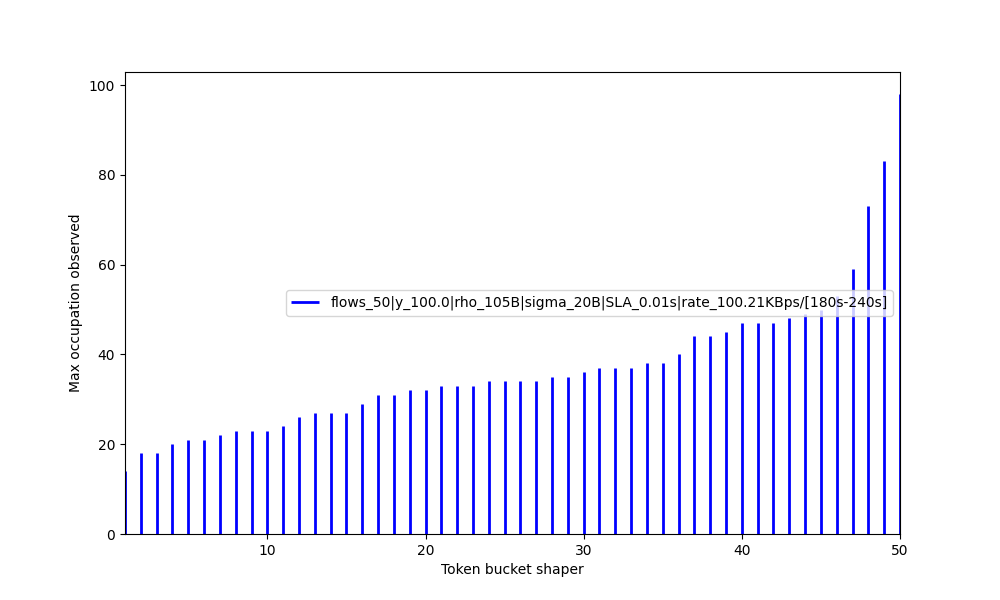 100
80
60
40
20
0
Max occupation observed
flows_50|y_100.0|rho_105B|sigma_20B|SLA_0.01s|rate_100.21KBps/[180s-240s]
10 20 30 40 50
Token bucket shaper